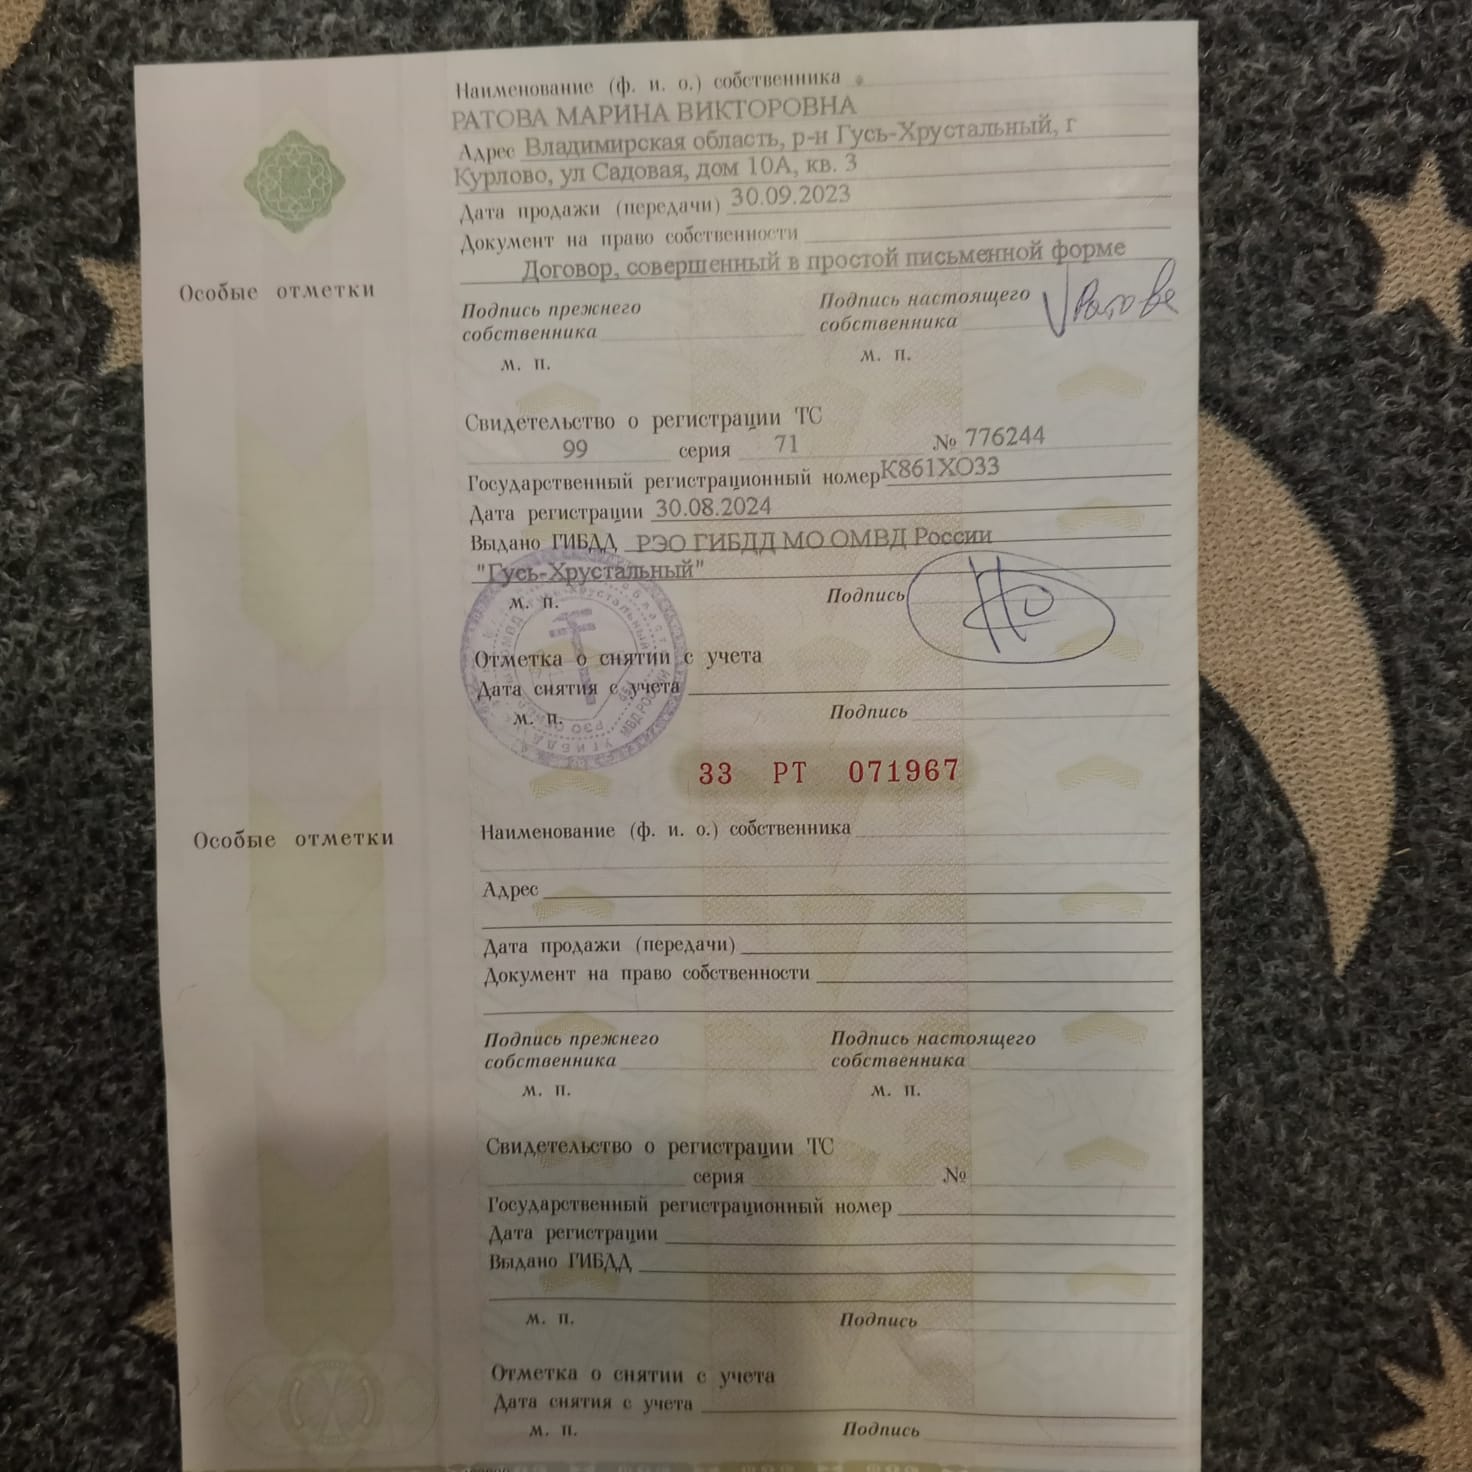 Наименование (ф. и. о.) собственника
РАТОВА МАРИНА ВИКТОРОВНА
Адрес Владимирская область, р-н Гусь-Хрустальный, г
Курлово, ул Садовая, дом 10А, кв. 3
Дата продажи (передачи) 30.09.2023
Документ на право собственности
Договор, совершенный в простой письменной форме
Особые отметки
Подпись прежнего Подпись настоящего
собственника собственника
м. п. м. п.
Свидетельство о регистрации ТС
99 серия 71 № 776244
Государственный регистрационный номер К861ХО33
Дата регистрации 30.08.2024
Выдано ГИБДД РЭО ГИБДД МО ОМВД России
"Гусь-Хрустальный"
м. п. Подпись
Отметка о снятии с учета
Дата снятия с учета
м. п. Подпись
33 РТ 071967
Особые отметки
Наименование (ф. и. о.) собственника
Адрес
Дата продажи (передачи)
Документ на право собственности
Подпись прежнего Подпись настоящего
собственника собственника
м. п. м. п.
Свидетельство о регистрации ТС
серия №
Государственный регистрационный номер
Дата регистрации
Выдано ГИБДД
м. п. Подпись
Отметка о снятии с учета
Дата снятия с учета
м. п. Подпись